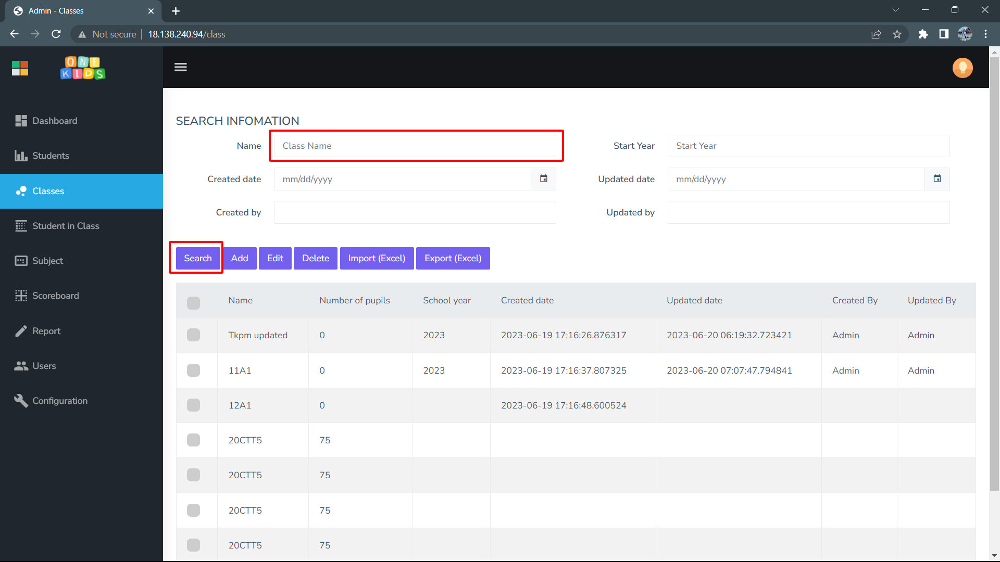 Admin - Classes
Not secure 18.138.240.94/class
ONE
KIDS
Dashboard
Students
Classes
Student in Class
Subject
Scoreboard
Report
Users
Configuration
SEARCH INFOMATION
Name Class Name Start Year Start Year
Created date mm/dd/yyyy Updated date mm/dd/yyyy
Created by Updated by
Search Add Edit Delete Import (Excel) Export (Excel)
Name Number of pupils School year Created date Updated date Created By Updated By
Tkpm updated 0 2023 2023-06-19 17:16:26.876317 2023-06-20 06:19:32.723421 Admin Admin
11A1 0 2023 2023-06-19 17:16:37.807325 2023-06-20 07:07:47.794841 Admin Admin
12A1 0 2023-06-19 17:16:48.600524
20CTT5 75
20CTT5 75
20CTT5 75
20CTT5 75